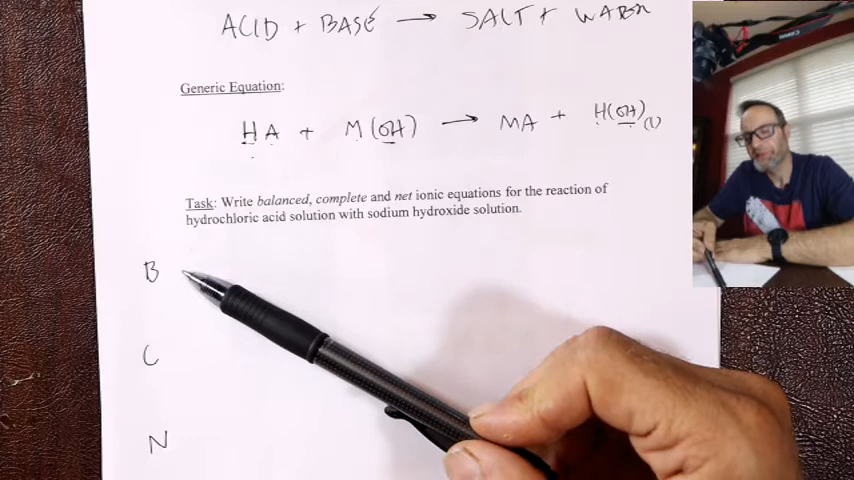 ACID + BASE → SALT + WATER
Generic Equation:
HA + M(OH) → MA + H(OH)(l)
Task: Write balanced, complete and net ionic equations for the reaction of
hydrochloric acid solution with sodium hydroxide solution.
B
C
N